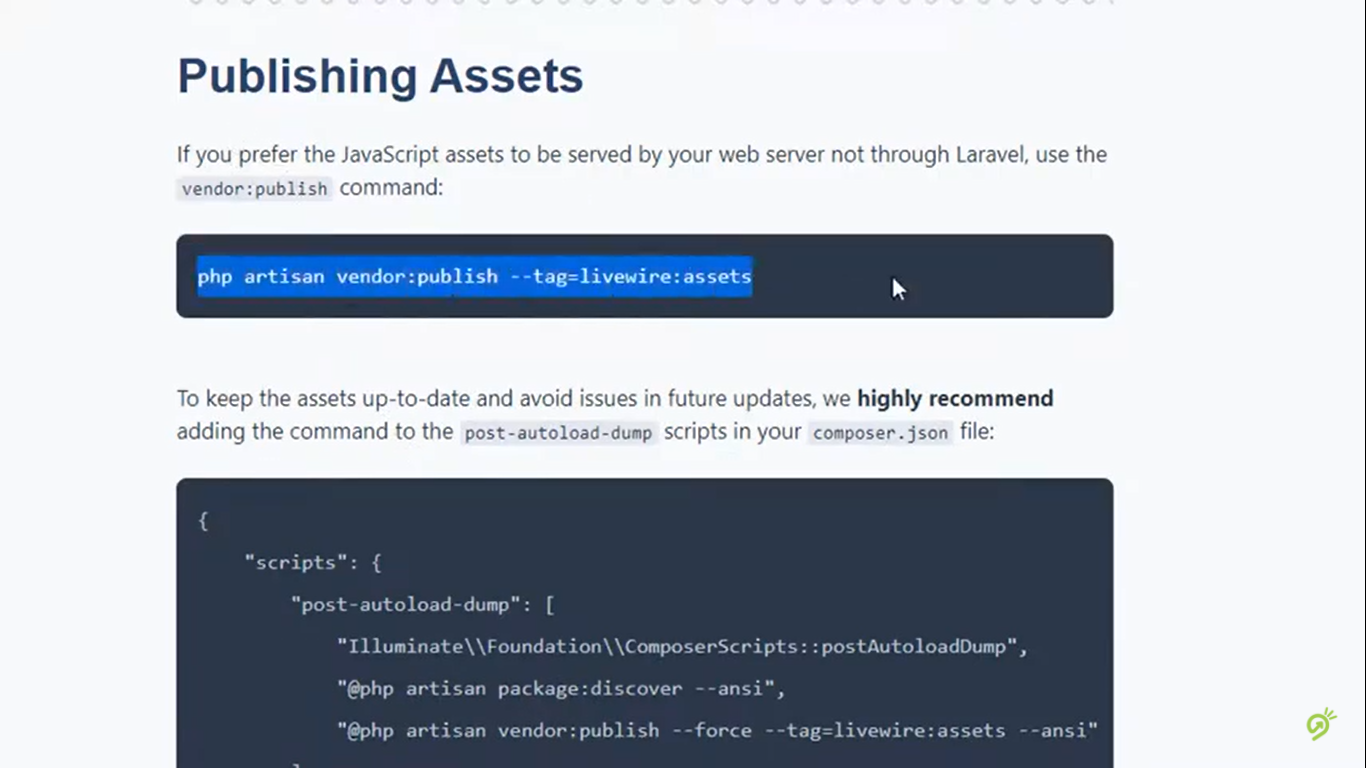 Publishing Assets
If you prefer the JavaScript assets to be served by your web server not through Laravel, use the
vendor:publish command:
php artisan vendor:publish --tag=livewire:assets
To keep the assets up-to-date and avoid issues in future updates, we highly recommend
adding the command to the post-autoload-dump scripts in your composer.json file:
{
"scripts": {
"post-autoload-dump": [
"Illuminate\\Foundation\\ComposerScripts::postAutoloadDump",
"@php artisan package:discover --ansi",
"@php artisan vendor:publish --force --tag=livewire:assets --ansi"